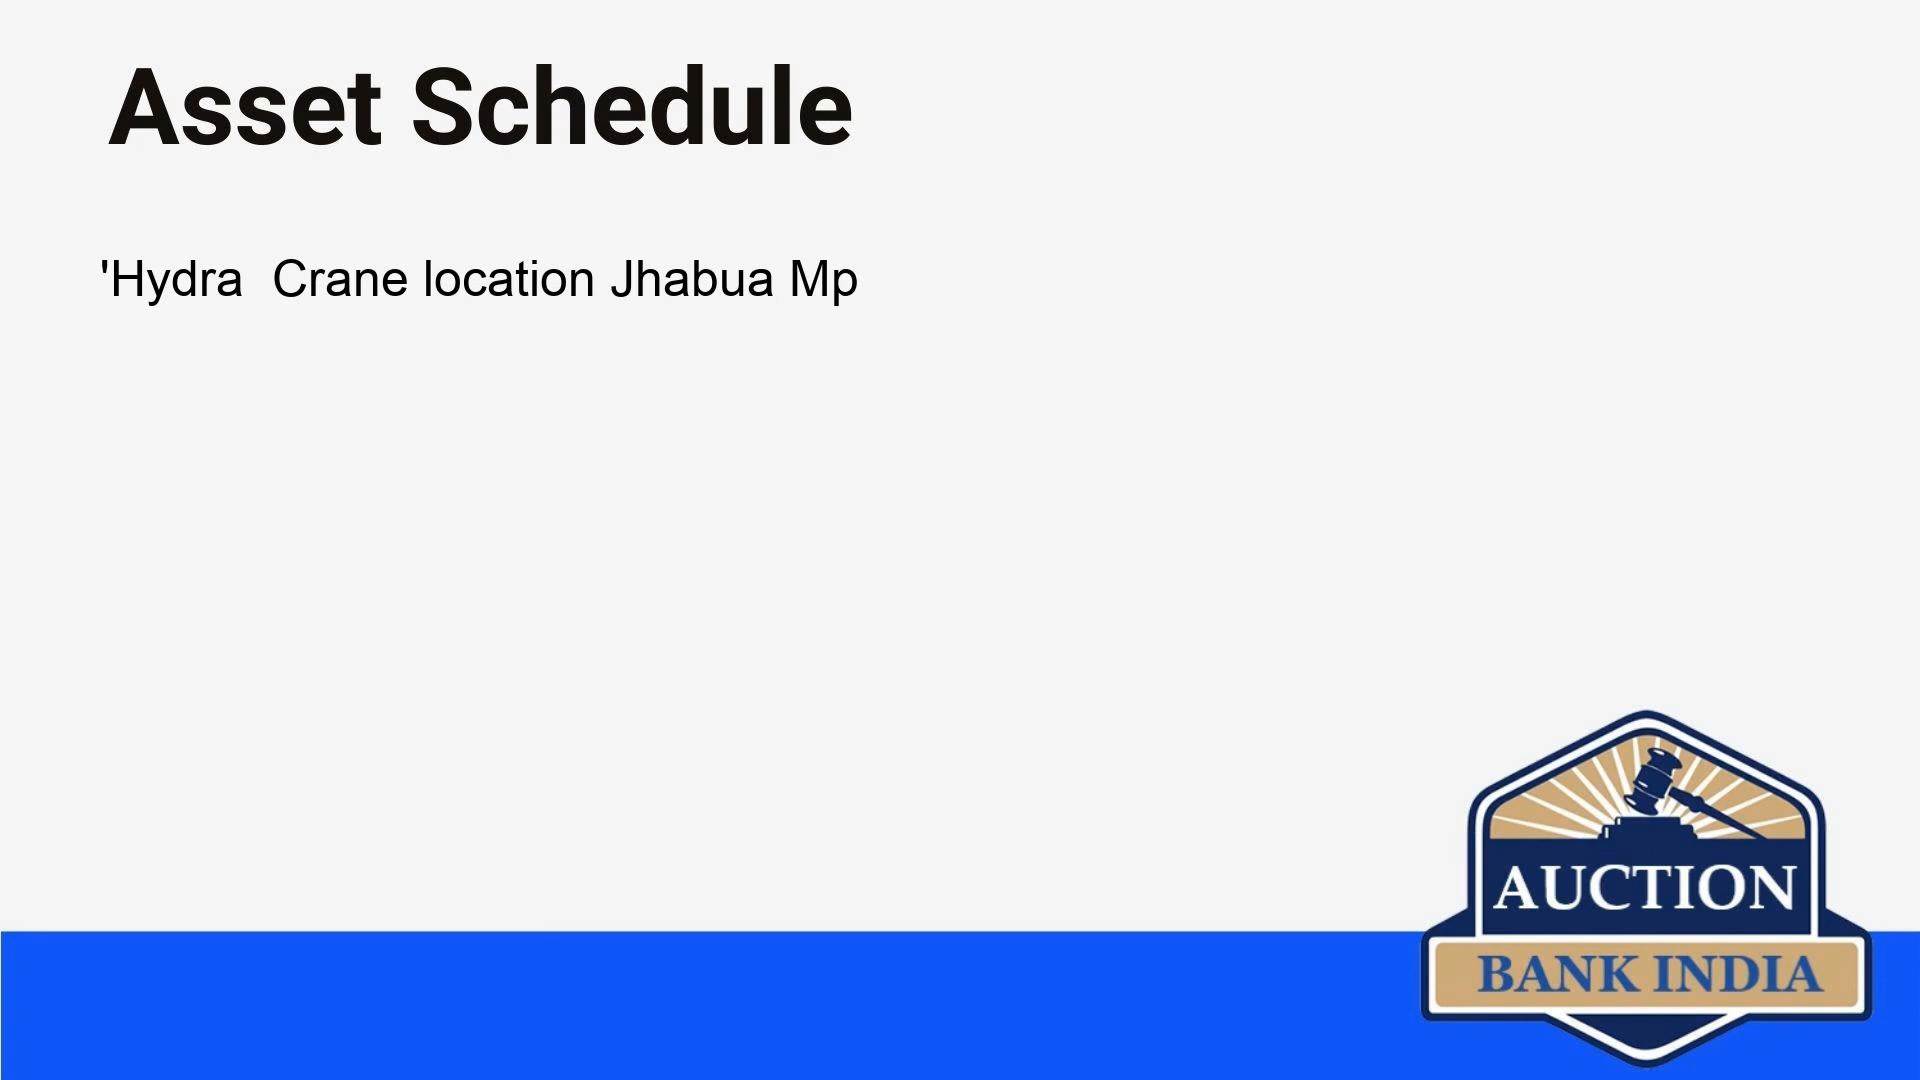 Asset Schedule
'Hydra  Crane location Jhabua Mp
AUCTION
BANK INDIA